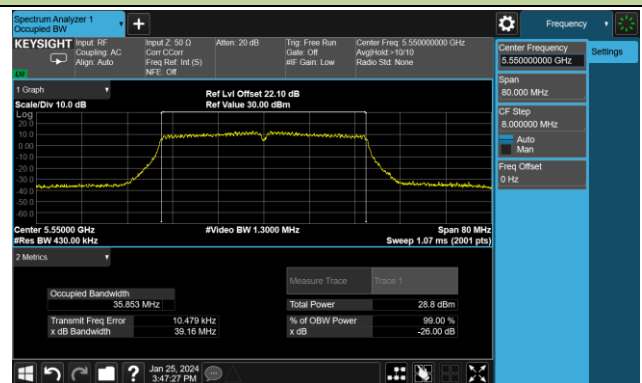 Spectrum Analyzer 1
Occupied BW
+
Frequency
KEYSIGHT
Input: RF
Coupling: AC
Align: Auto
Input Z: 50 Ω
Corr CCorr
Freq Ref: Int (S)
NFE: Off
Atten: 20 dB
Trig: Free Run
Gate: Off
#IF Gain: Low
Center Freq: 5.550000000 GHz
Avg|Hold:>10/10
Radio Std: None
Center Frequency
5.550000000 GHz
Settings
Span
80.000 MHz
CF Step
8.000000 MHz
Auto
Man
Freq Offset
0 Hz
1 Graph
Scale/Div 10.0 dB
Ref Lvl Offset 22.10 dB
Ref Value 30.00 dBm
Log
20.0
10.0
0.00
-10.0
-20.0
-30.0
-40.0
-50.0
-60.0
Center 5.55000 GHz
#Video BW 1.3000 MHz
Span 80 MHz
#Res BW 430.00 kHz
Sweep 1.07 ms (2001 pts)
2 Metrics
Measure Trace
Trace 1
Occupied Bandwidth
35.853 MHz
Total Power
28.8 dBm
Transmit Freq Error
10.479 kHz
% of OBW Power
99.00 %
x dB Bandwidth
39.16 MHz
x dB
-26.00 dB
?
Jan 25, 2024
3:47:27 PM